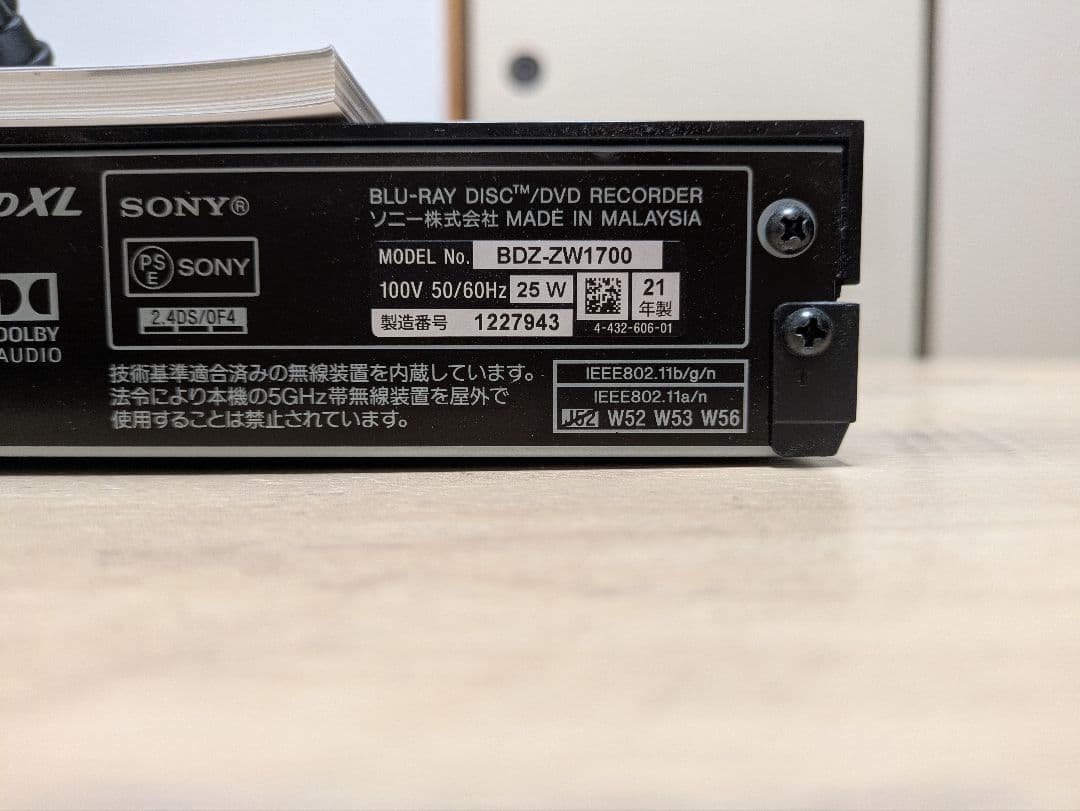 XL
DOLBY
AUDIO
SONY®
PS
E
SONY
2.4DS/OF4
BLU-RAY DISC™/DVD RECORDER
ソニー株式会社 MADE IN MALAYSIA
MODEL No. BDZ-ZW1700
100V 50/60Hz 25 W
21
年製
製造番号 1227943
4-432-606-01
技術基準適合済みの無線装置を内蔵しています。
法令により本機の5GHz帯無線装置を屋外で
使用することは禁止されています。
IEEE802.11b/g/n
IEEE802.11a/n
J52 W52 W53 W56